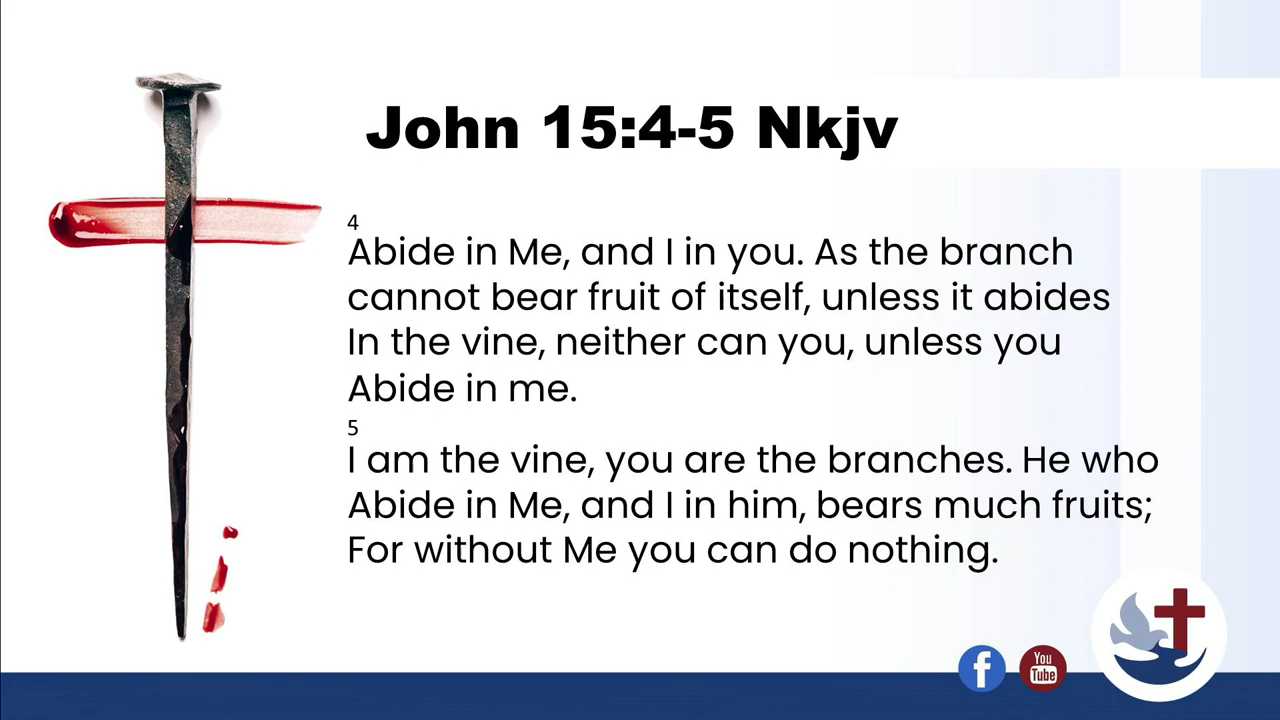 John 15:4-5 Nkjv
4
Abide in Me, and I in you. As the branch
cannot bear fruit of itself, unless it abides
In the vine, neither can you, unless you
Abide in me.
5
I am the vine, you are the branches. He who
Abide in Me, and I in him, bears much fruits;
For without Me you can do nothing.
f
You
Tube